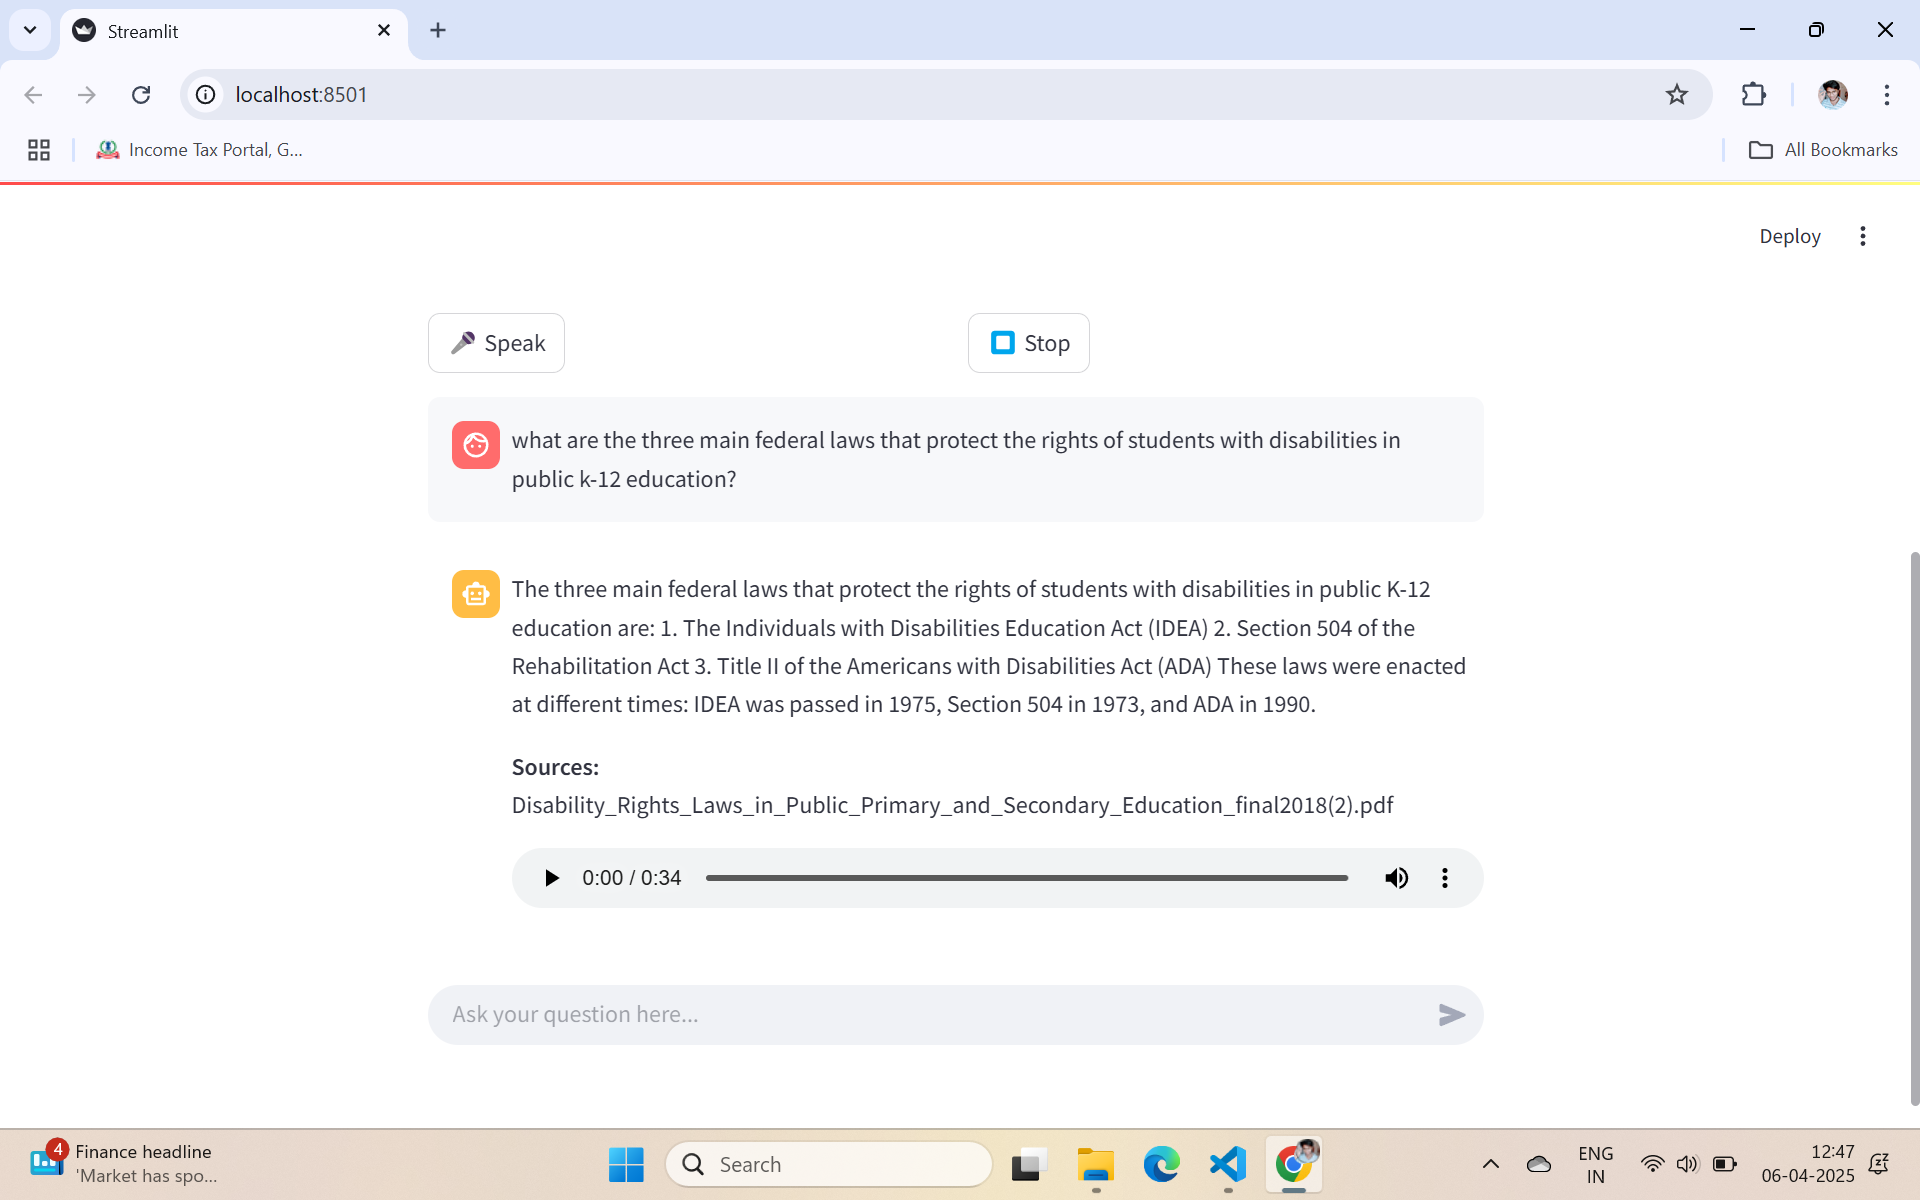 Streamlit
localhost:8501
Income Tax Portal, G...
All Bookmarks
Deploy
Speak
Stop
what are the three main federal laws that protect the rights of students with disabilities in
public k-12 education?
The three main federal laws that protect the rights of students with disabilities in public K-12
education are: 1. The Individuals with Disabilities Education Act (IDEA) 2. Section 504 of the
Rehabilitation Act 3. Title II of the Americans with Disabilities Act (ADA) These laws were enacted
at different times: IDEA was passed in 1975, Section 504 in 1973, and ADA in 1990.
Sources:
Disability_Rights_Laws_in_Public_Primary_and_Secondary_Education_final2018(2).pdf
0:00 / 0:34
Ask your question here...
4
Finance headline
'Market has spo...
Search
ENG
IN
12:47
06-04-2025